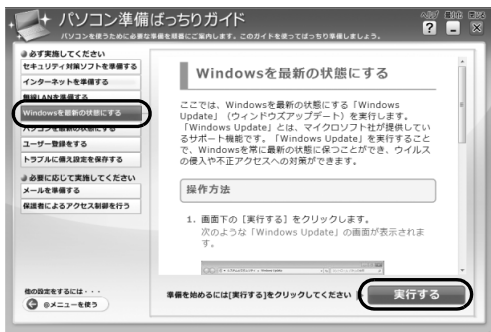 パソコン準備ばっちりガイド
パソコンを使うために必要な準備を順番にご案内します。このガイドを使ってばっちり準備しましょう。
ヘルプ 最小化 閉じる
必ず実施してください
セキュリティ対策ソフトを準備する
インターネットを準備する
無線LANを準備する
Windowsを最新の状態にする
パソコンを最新の状態にする
ユーザー登録をする
トラブルに備え設定を保存する
必要に応じて実施してください
メールを準備する
保護者によるアクセス制御を行う
他の設定をするには・・・
@メニューを使う
Windowsを最新の状態にする
ここでは、Windowsを最新の状態にする「Windows
Update」（ウィンドウズアップデート）を実行します。
「Windows Update」とは、マイクロソフト社が提供してい
るサポート機能です。「Windows Update」を実行すること
で、Windowsを常に最新の状態に保つことができ、ウイルス
の侵入や不正アクセスへの対策ができます。
操作方法
1. 画面下の［実行する］をクリックします。
次のような「Windows Update」の画面が表示されま
す。
準備を始めるには[実行する]をクリックしてください
実行する